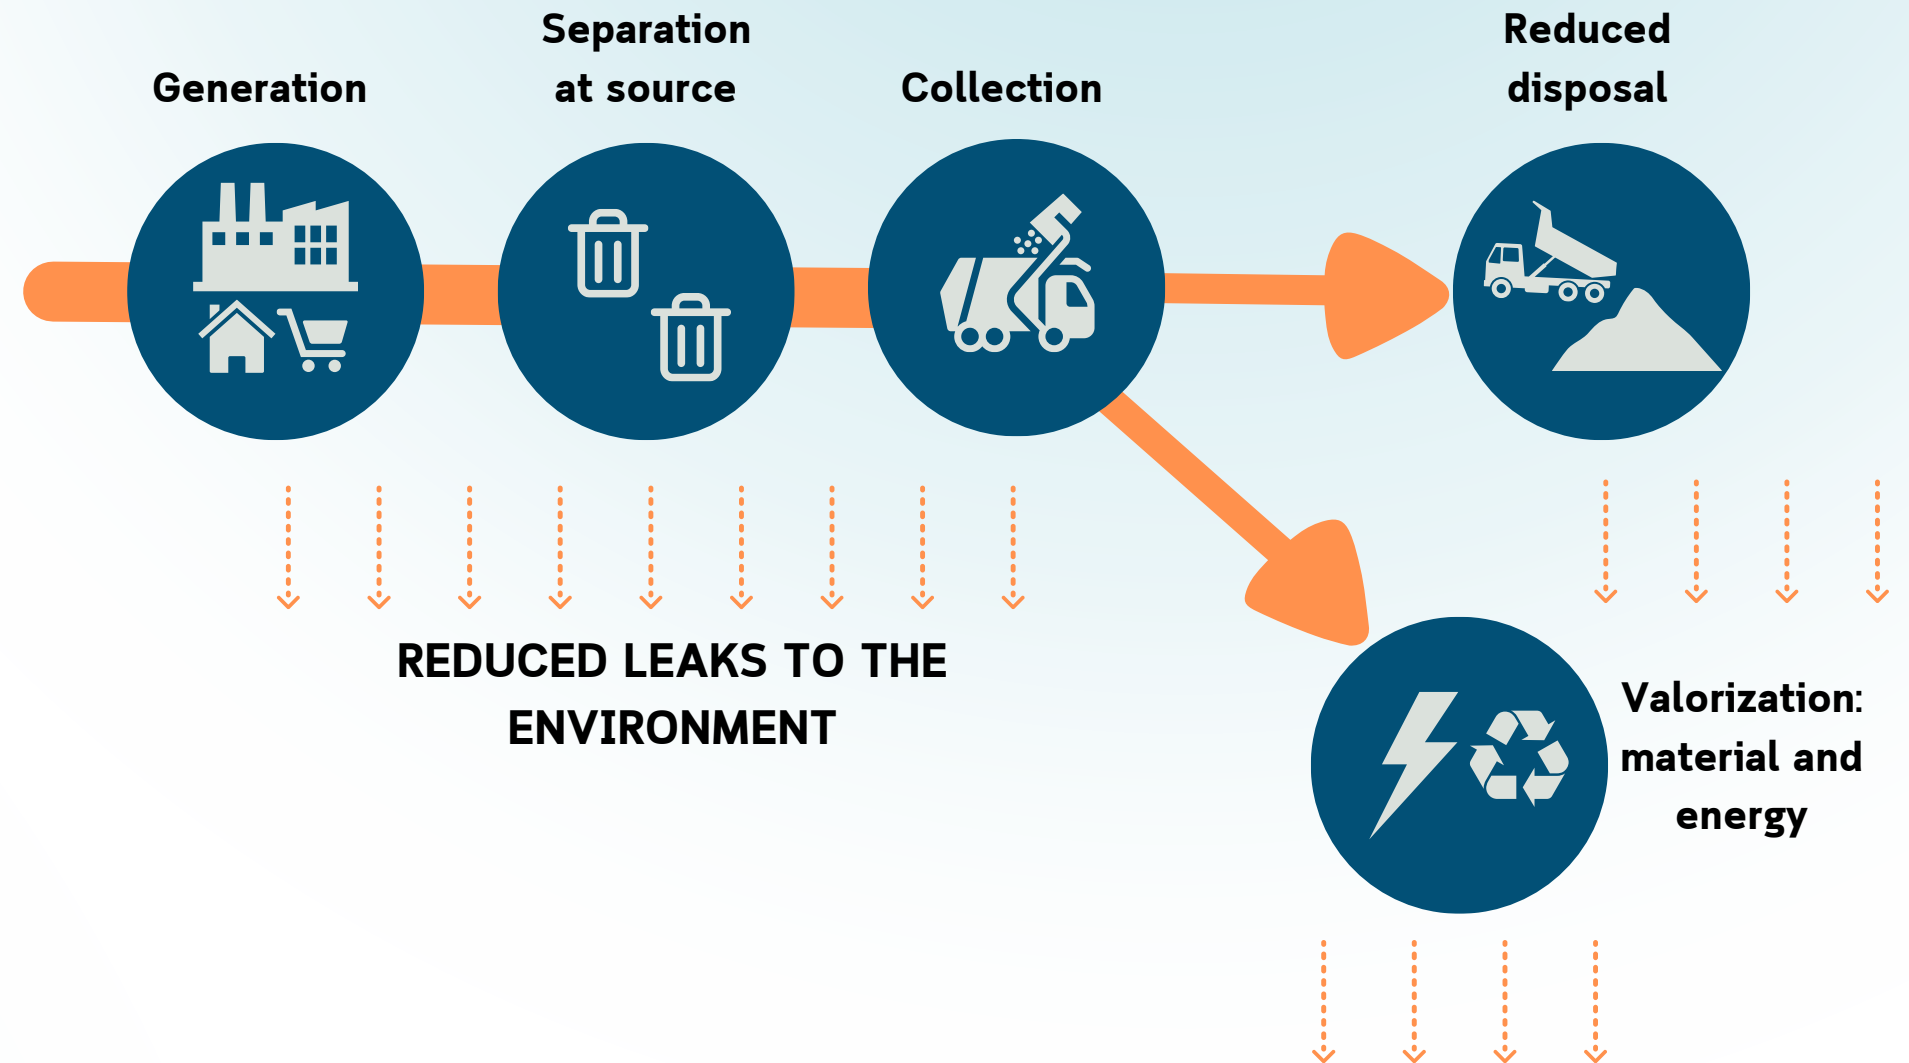 Generation
Separation
at source
Collection
Reduced
disposal
REDUCED LEAKS TO THE
ENVIRONMENT
Valorization:
material and
energy